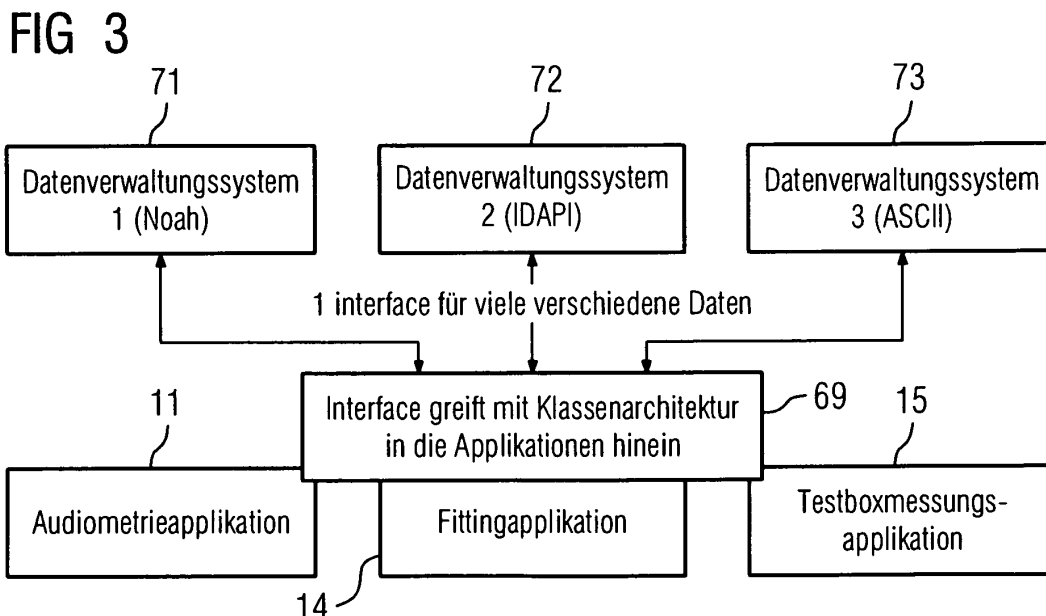 FIG 3
71
72
73
Datenverwaltungssystem
1 (Noah)
Datenverwaltungssystem
2 (IDAPI)
Datenverwaltungssystem
3 (ASCII)
1 interface für viele verschiedene Daten
Interface greift mit Klassenarchitektur
in die Applikationen hinein
69
11
15
Audiometrieapplikation
Fittingapplikation
Testboxmessungs-
applikation
14